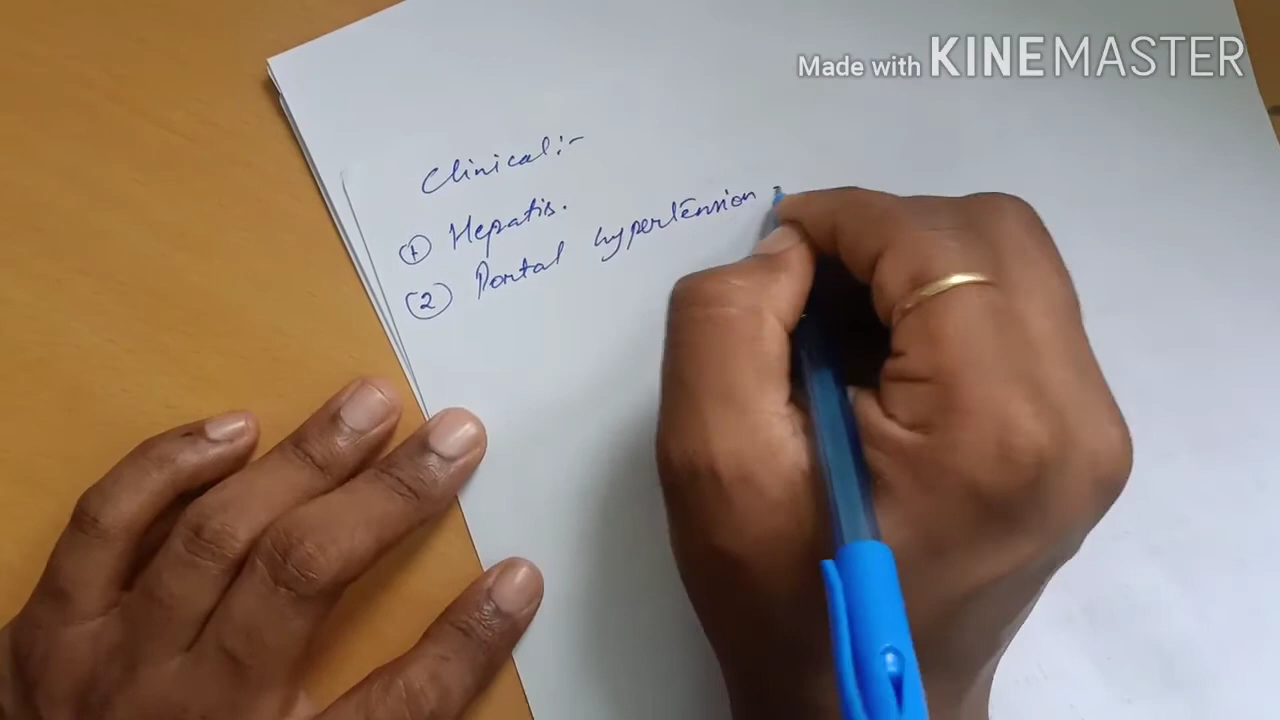 Made with KINEMASTER
Clinical:-
(1) Hepatis.
(2) Portal hypertension